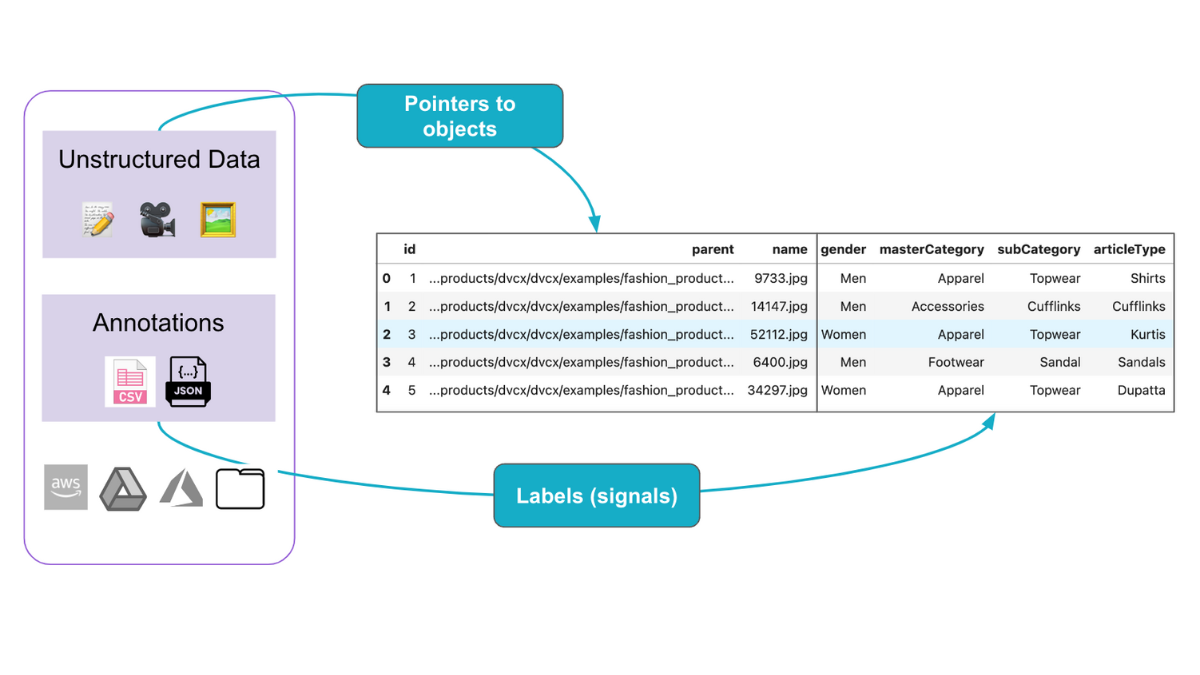 Pointers to
objects
Unstructured Data
Annotations
CSV
{...}
JSON
aws
id parent name gender masterCategory subCategory articleType
0 1 ...products/dvcx/dvcx/examples/fashion_product... 9733.jpg Men Apparel Topwear Shirts
1 2 ...products/dvcx/dvcx/examples/fashion_product... 14147.jpg Men Accessories Cufflinks Cufflinks
2 3 ...products/dvcx/dvcx/examples/fashion_product... 52112.jpg Women Apparel Topwear Kurtis
3 4 ...products/dvcx/dvcx/examples/fashion_product... 6400.jpg Men Footwear Sandal Sandals
4 5 ...products/dvcx/dvcx/examples/fashion_product... 34297.jpg Women Apparel Topwear Dupatta
Labels (signals)